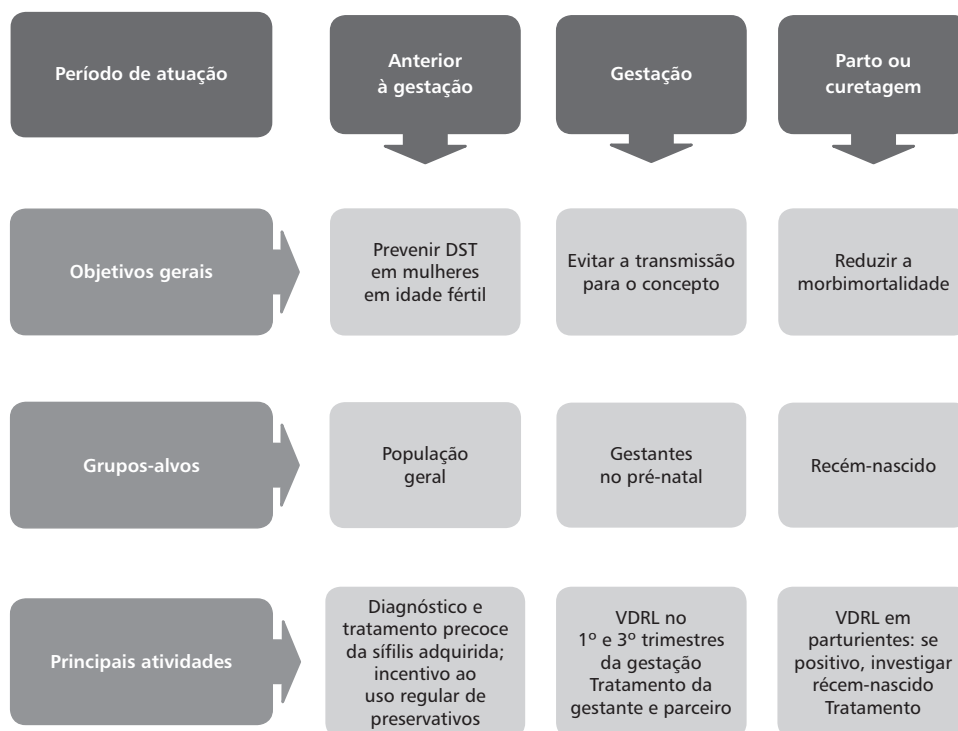 Período de atuação
Anterior
à gestação
Gestação
Parto ou
curetagem
Objetivos gerais
Prevenir DST
em mulheres
em idade fértil
Evitar a transmissão
para o concepto
Reduzir a
morbimortalidade
Grupos-alvos
População
geral
Gestantes
no pré-natal
Recém-nascido
Principais atividades
Diagnóstico e
tratamento precoce
da sífilis adquirida;
incentivo ao
uso regular de
preservativos
VDRL no
1º e 3º trimestres
da gestação
Tratamento da
gestante e parceiro
VDRL em
parturientes: se
positivo, investigar
récem-nascido
Tratamento